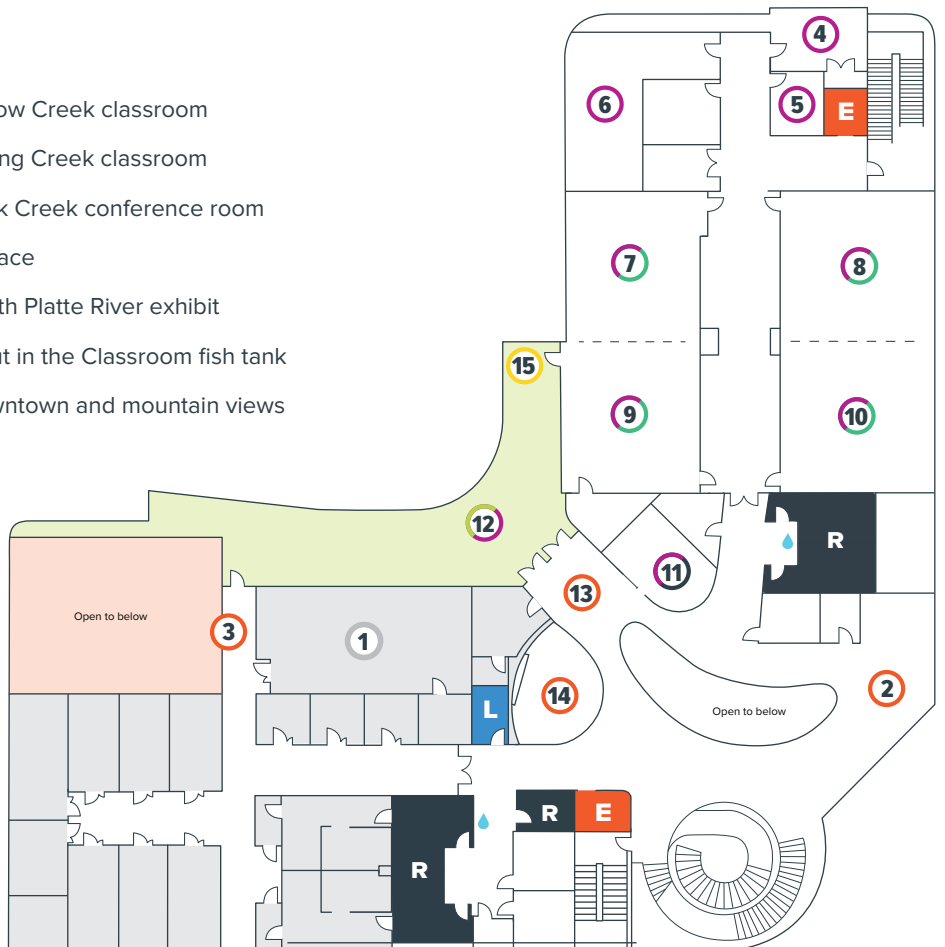 ow Creek classroom
ng Creek classroom
k Creek conference room
ace
th Platte River exhibit
ut in the Classroom fish tank
wntown and mountain views
4
6
5
E
7
8
15
9
10
12
R
11
13
Open to below
3
1
2
14
L
Open to below
R
E
R